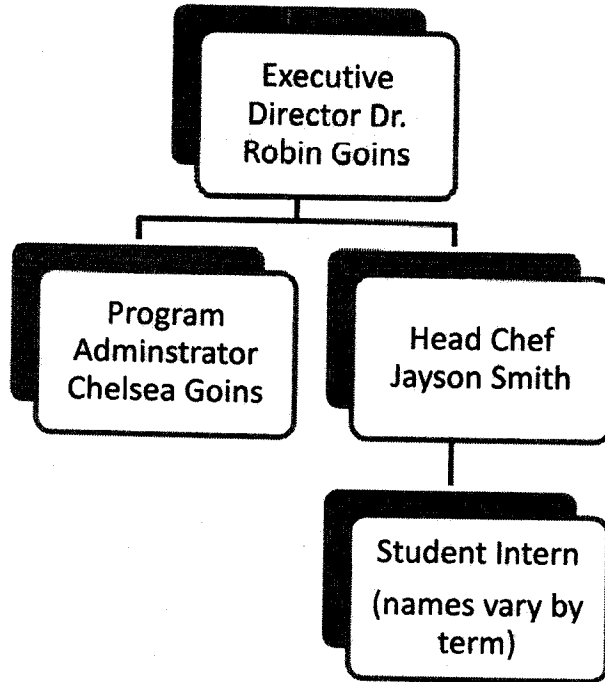 Executive
Director Dr.
Robin Goins
Program
Adminstrator
Chelsea Goins
Head Chef
Jayson Smith
Student Intern
(names vary by
term)